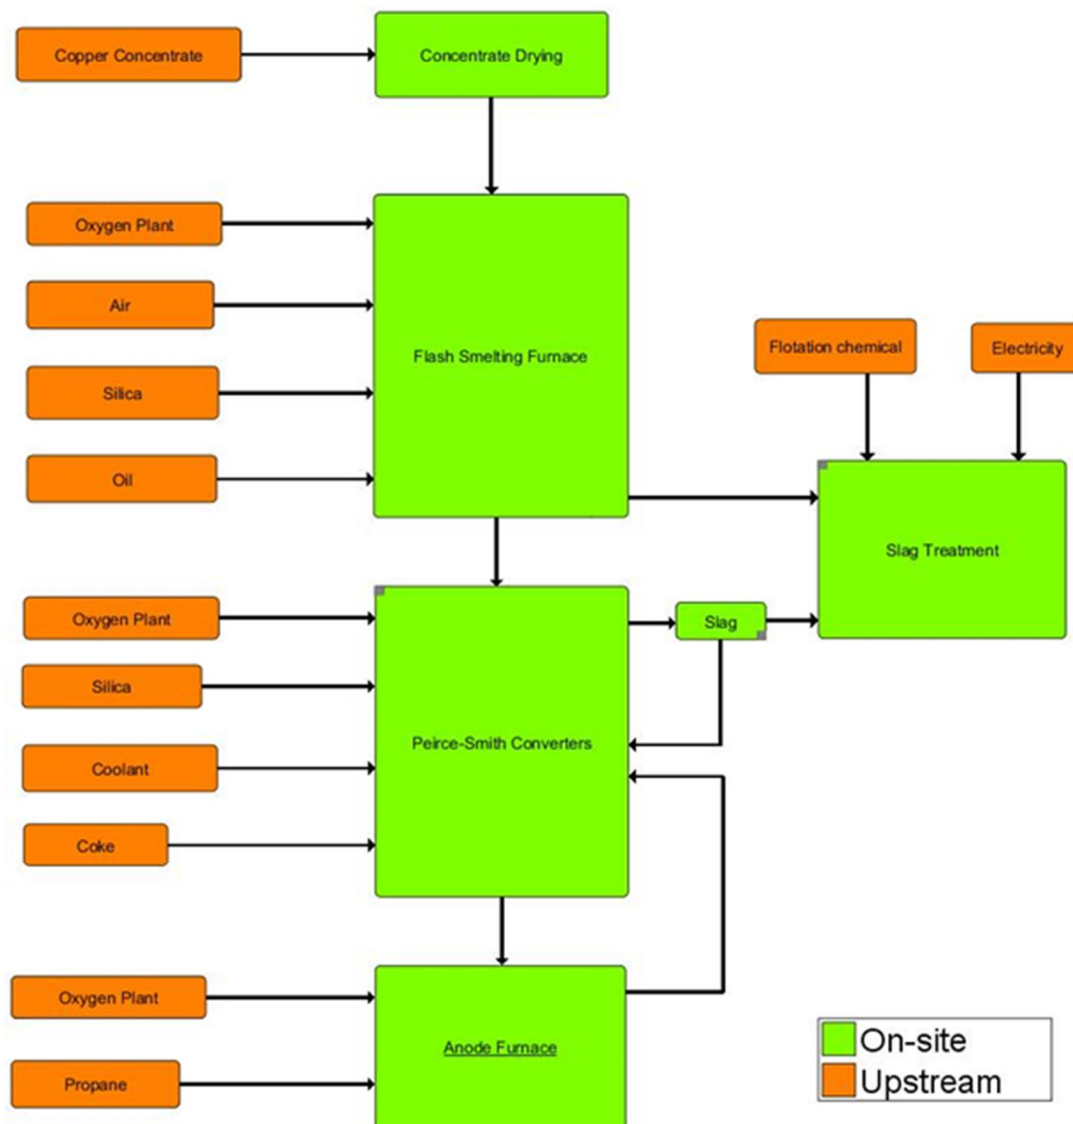 Copper Concentrate
Concentrate Drying
Oxygen Plant
Air
Silica
Oil
Flash Smelting Furnace
Flotation chemical
Electricity
Slag Treatment
Oxygen Plant
Silica
Coolant
Coke
Peirce-Smith Converters
Slag
Oxygen Plant
Propane
Anode Furnace
On-site
Upstream